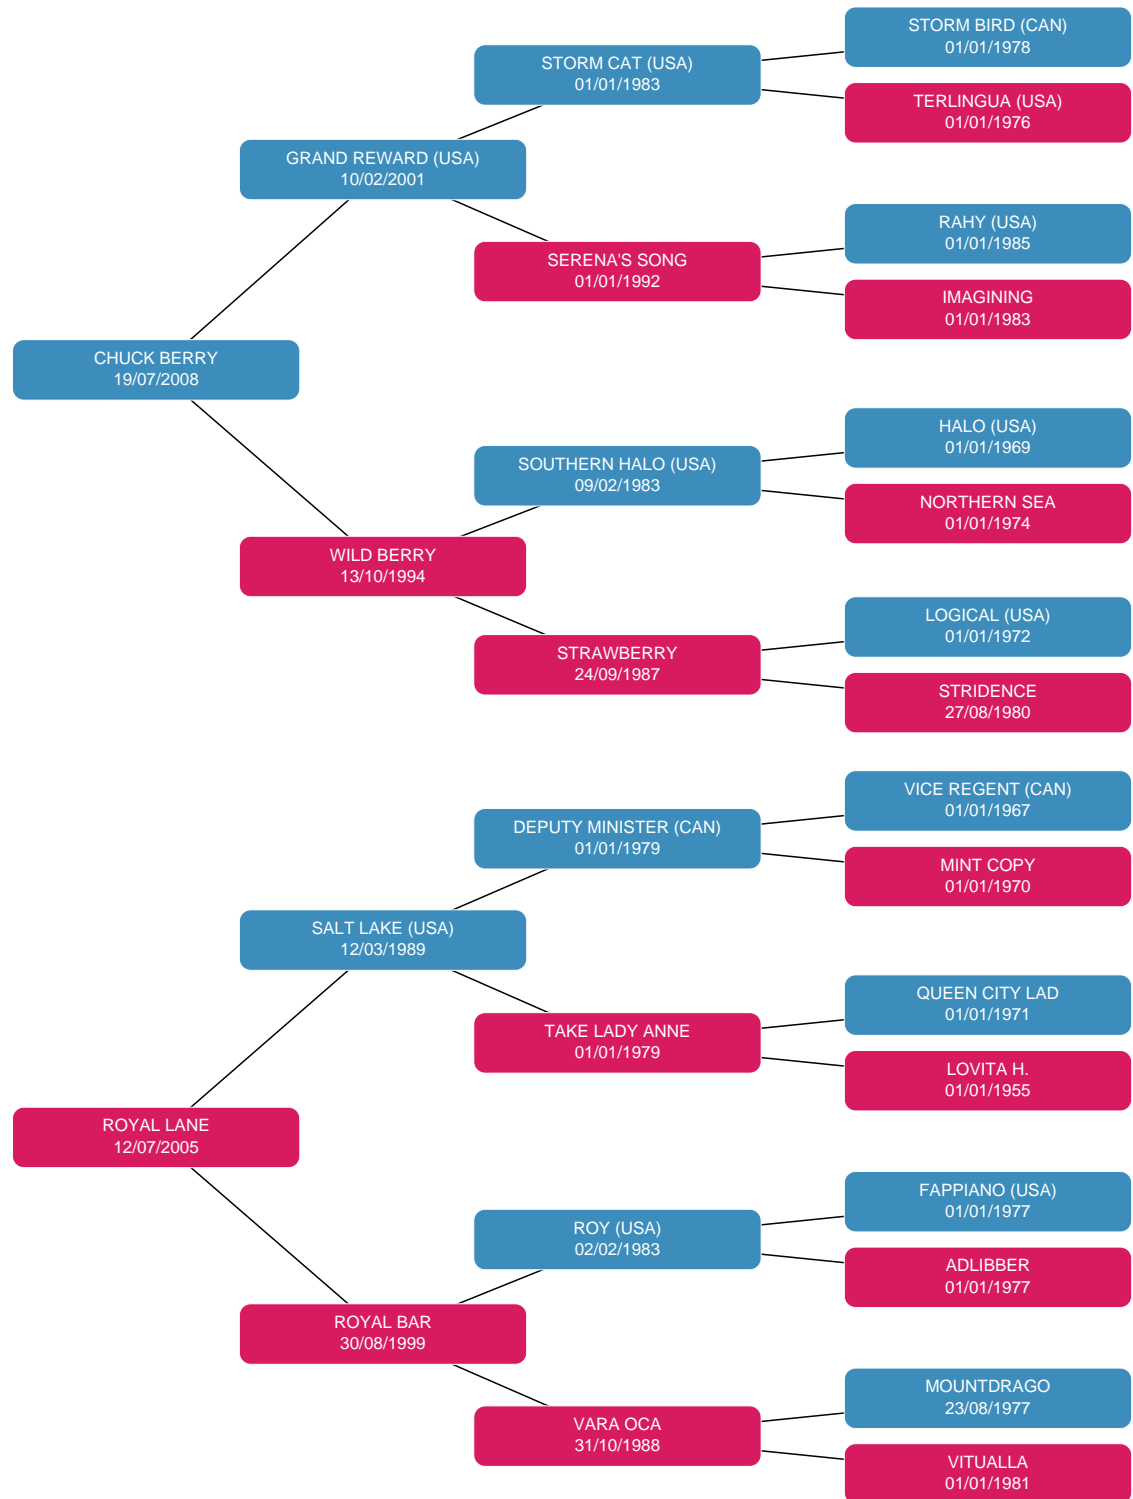 STORM BIRD (CAN)
01/01/1978
STORM CAT (USA)
01/01/1983
TERLINGUA (USA)
01/01/1976
GRAND REWARD (USA)
10/02/2001
RAHY (USA)
01/01/1985
SERENA'S SONG
01/01/1992
IMAGINING
01/01/1983
CHUCK BERRY
19/07/2008
HALO (USA)
01/01/1969
SOUTHERN HALO (USA)
09/02/1983
NORTHERN SEA
01/01/1974
WILD BERRY
13/10/1994
LOGICAL (USA)
01/01/1972
STRAWBERRY
24/09/1987
STRIDENCE
27/08/1980
VICE REGENT (CAN)
01/01/1967
DEPUTY MINISTER (CAN)
01/01/1979
MINT COPY
01/01/1970
SALT LAKE (USA)
12/03/1989
QUEEN CITY LAD
01/01/1971
TAKE LADY ANNE
01/01/1979
LOVITA H.
01/01/1955
ROYAL LANE
12/07/2005
FAPPIANO (USA)
01/01/1977
ROY (USA)
02/02/1983
ADLIBBER
01/01/1977
ROYAL BAR
30/08/1999
MOUNTDRAGO
23/08/1977
VARA OCA
31/10/1988
VITUALLA
01/01/1981